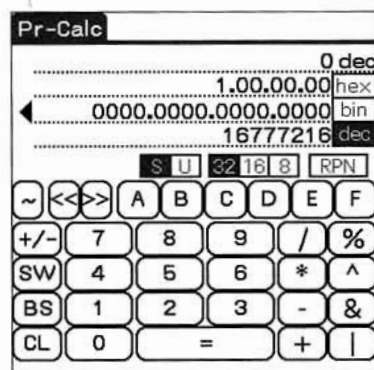 Pr-Calc
0 dec
1.00.00.00 hex
0000.0000.0000.0000 bin
16777216 dec
S U 32 16 8 RPN
~ << >> A B C D E F
+/- 7 8 9 / %
SW 4 5 6 * ^
BS 1 2 3 - &
CL 0 = + |